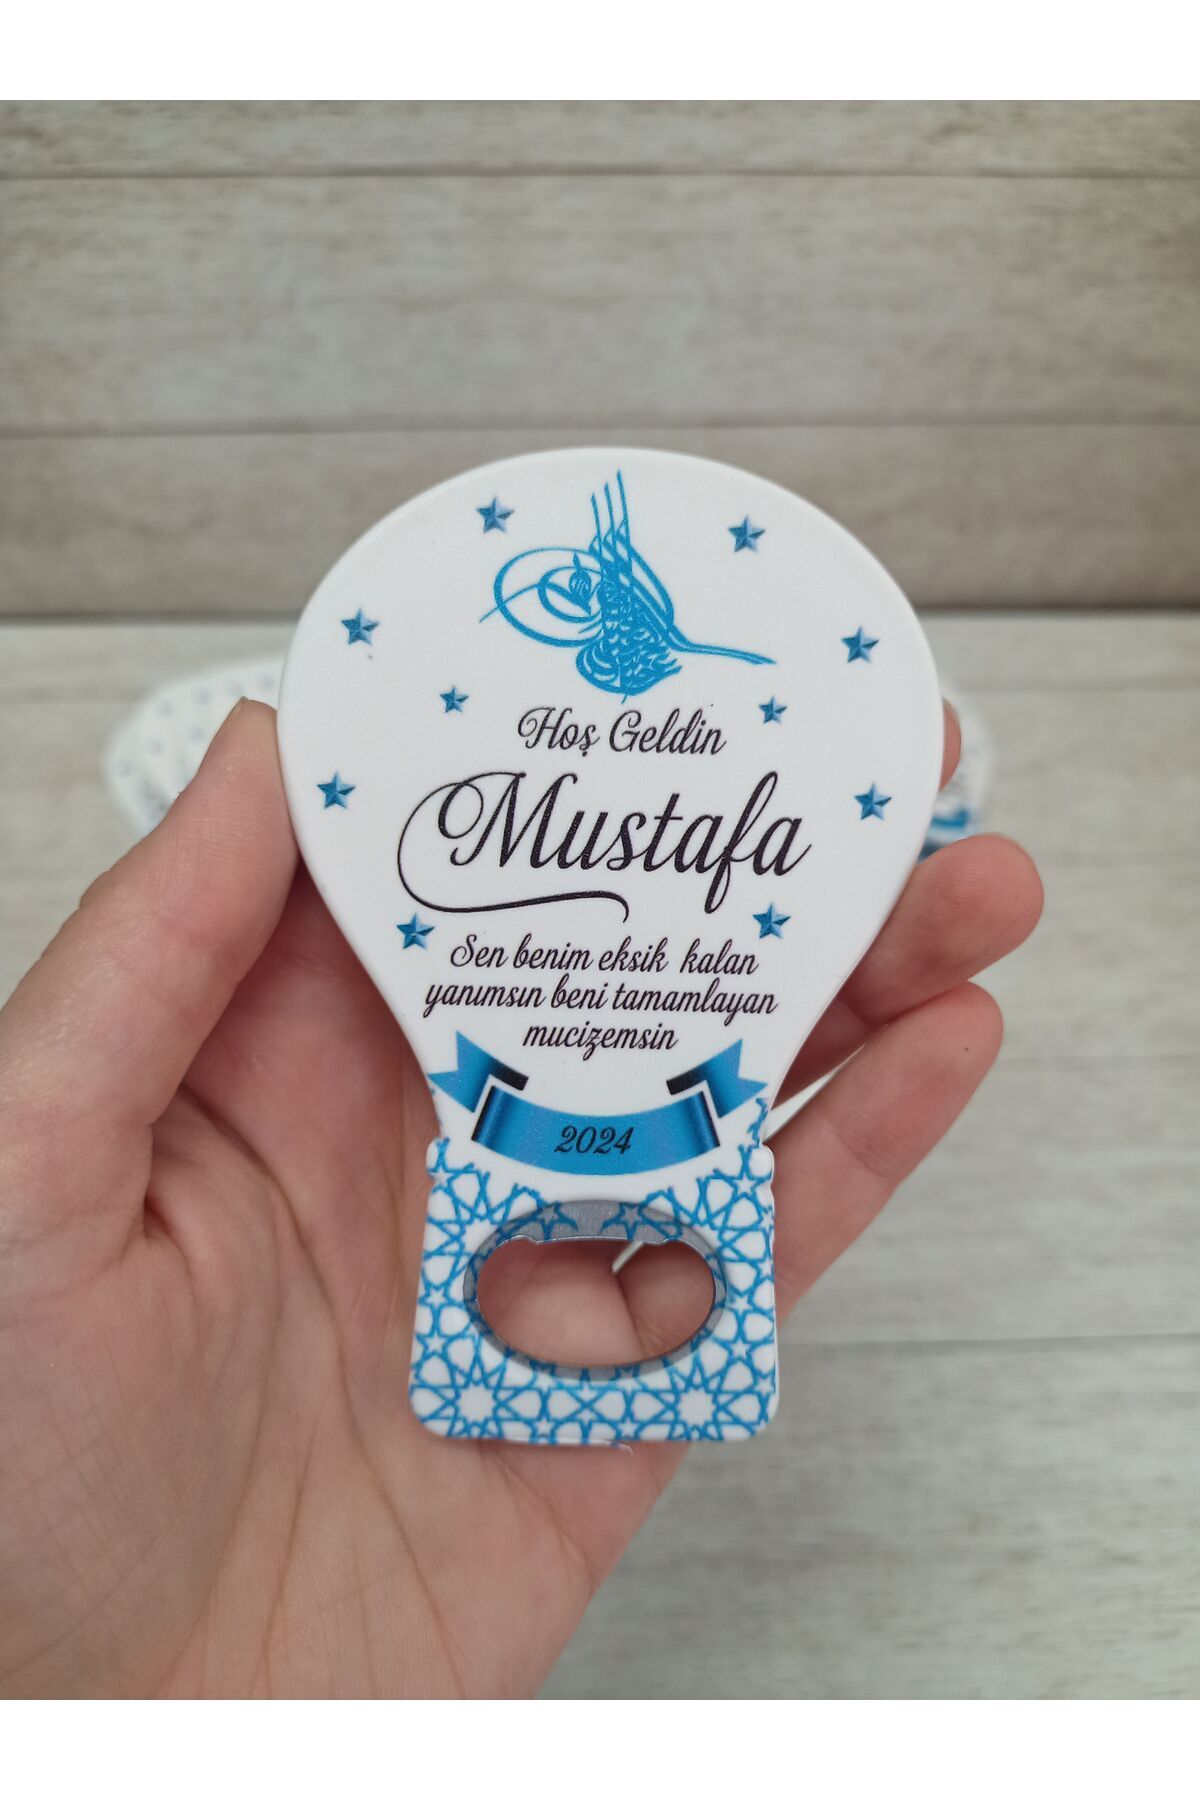 Hoş Geldin
Mustafa
Sen benim eksik kalan
yanımsın beni tamamlayan
mucizemsin
2024